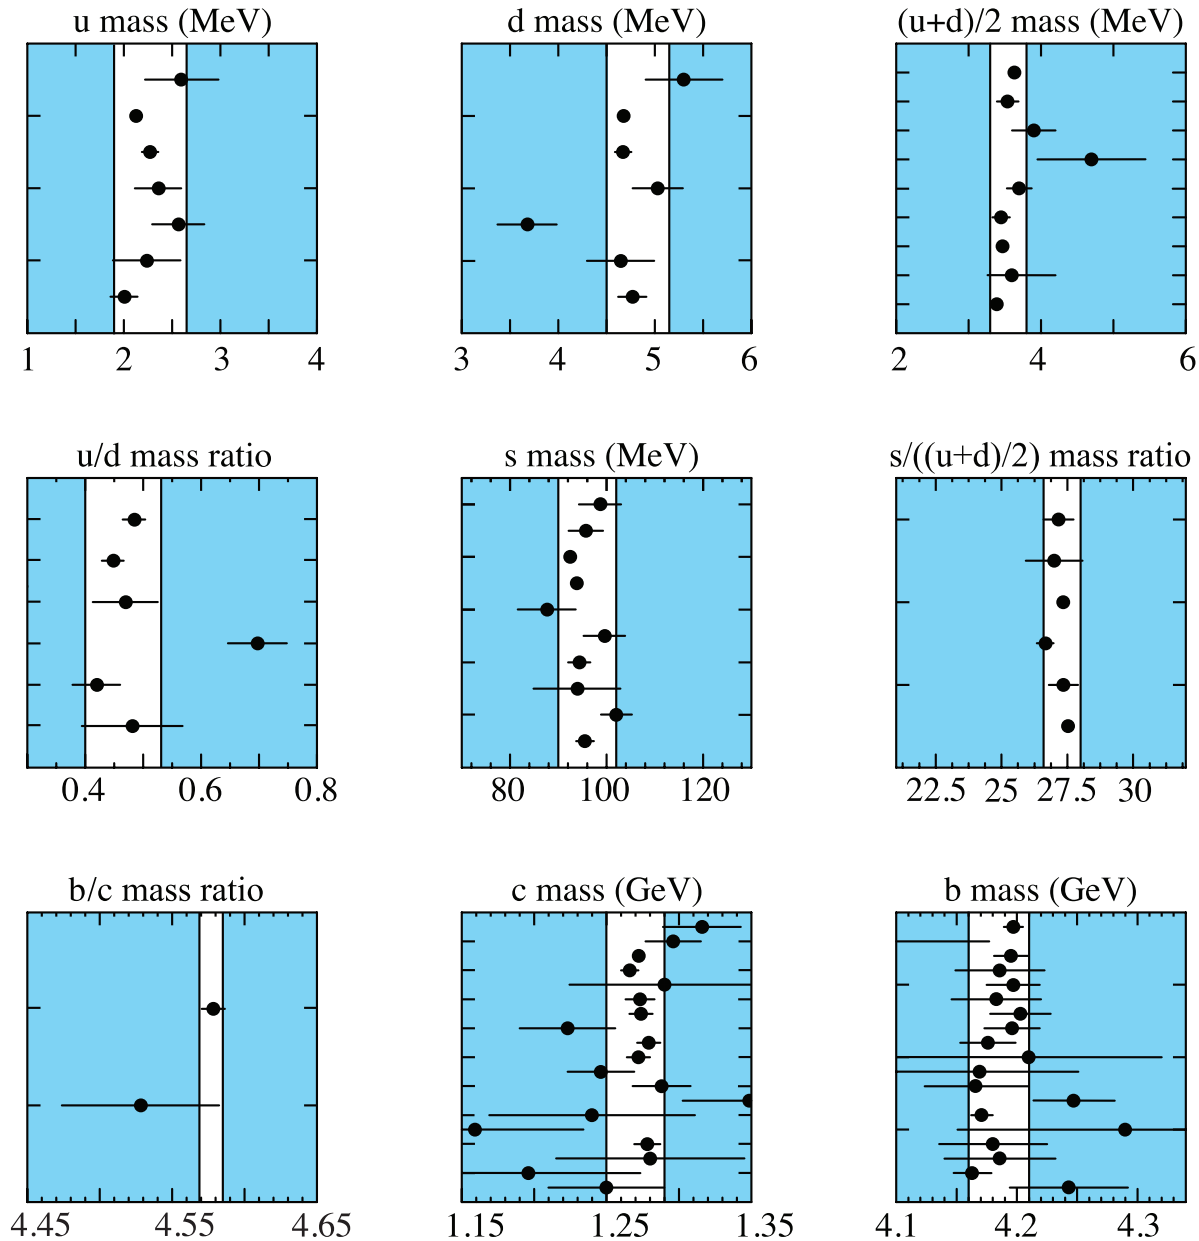 u mass (MeV) d mass (MeV) (u+d)/2 mass (MeV)
1 2 3 4 3 4 5 6 2 4 6
u/d mass ratio s mass (MeV) s/((u+d)/2) mass ratio
0.4 0.6 0.8 80 100 120 22.5 25 27.5 30
b/c mass ratio c mass (GeV) b mass (GeV)
4.45 4.55 4.65 1.15 1.25 1.35 4.1 4.2 4.3